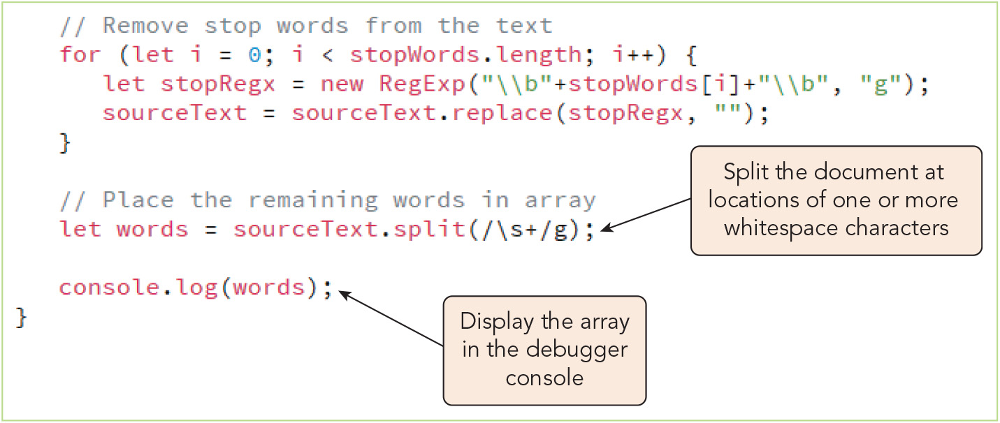 // Remove stop words from the text
for (let i = 0; i < stopWords.length; i++) {
let stopRegx = new RegExp("\\b"+stopWords[i]+"\\b", "g");
sourceText = sourceText.replace(stopRegx, "");
}
// Place the remaining words in array
let words = sourceText.split(/\s+/g);
console.log(words);
}
Split the document at
locations of one or more
whitespace characters
Display the array
in the debugger
console